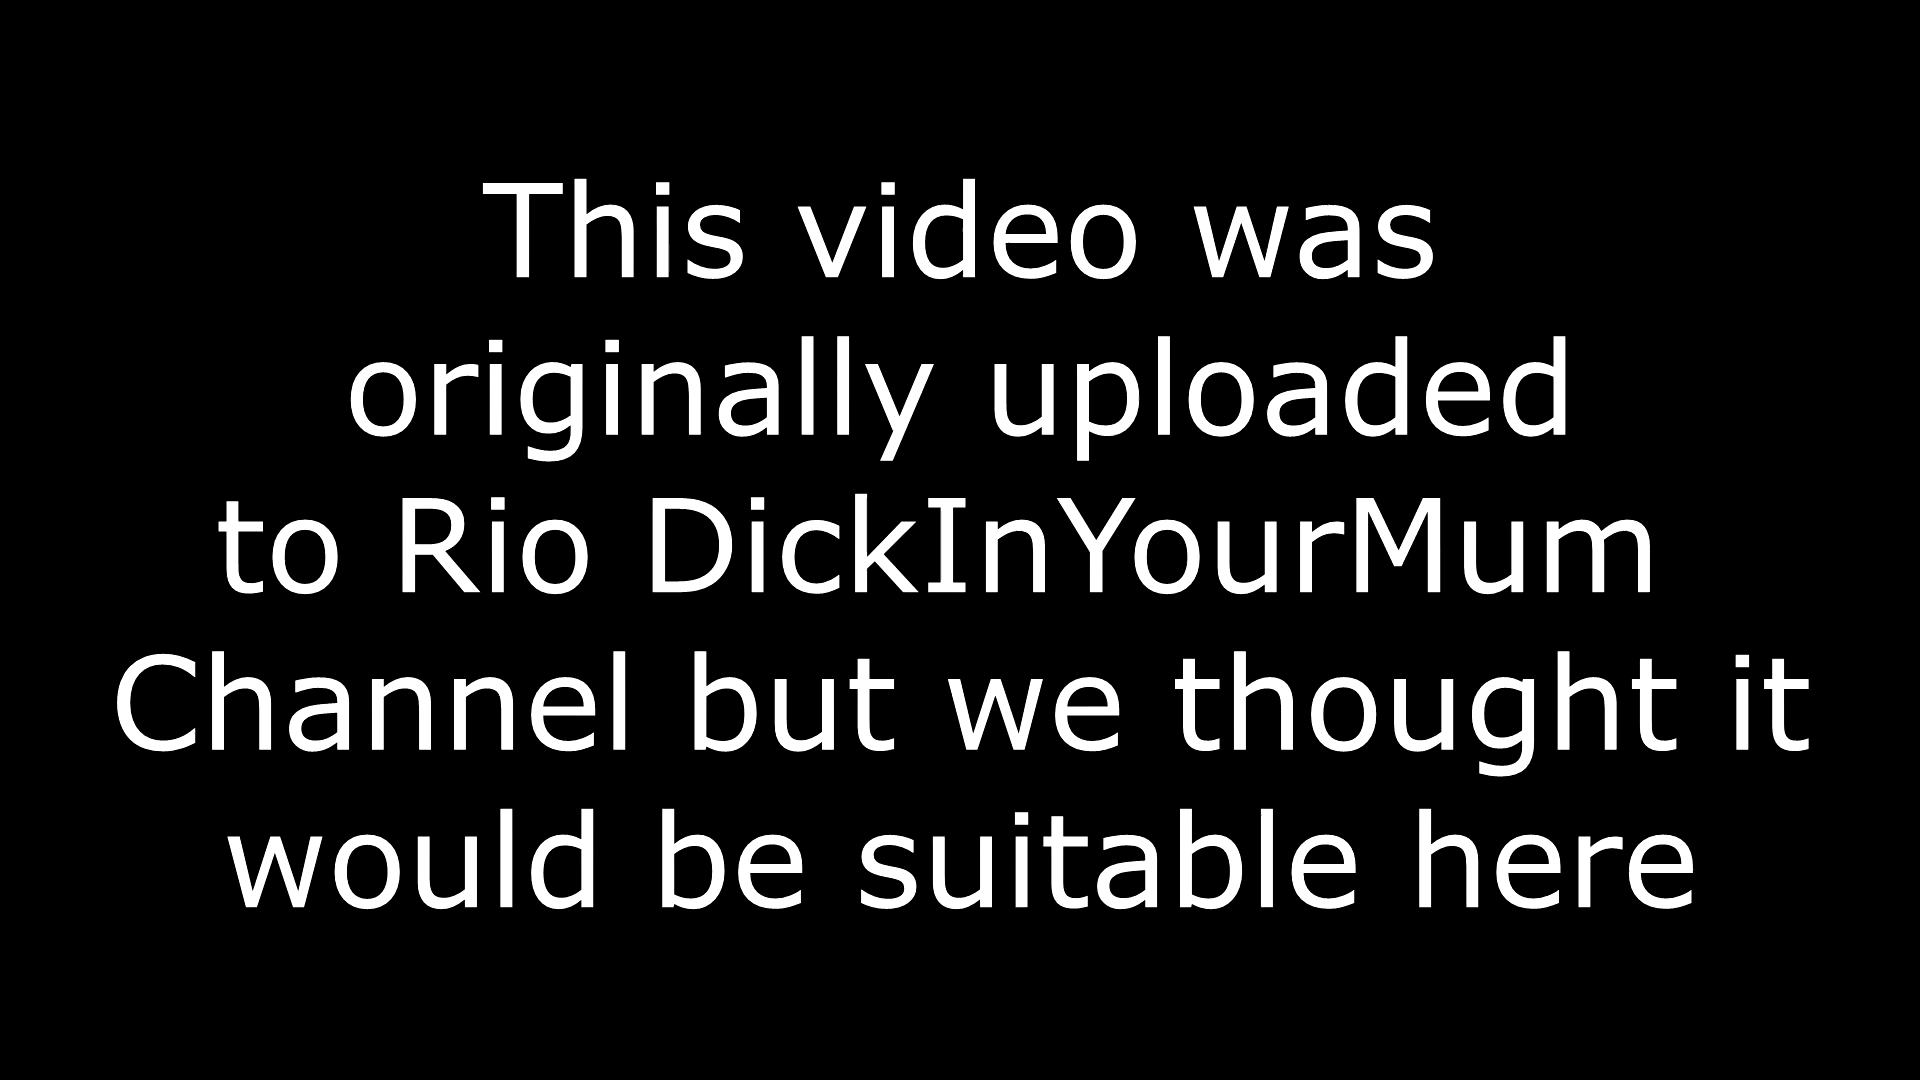 This video was
originally uploaded
to Rio DickInYourMum
Channel but we thought it
would be suitable here